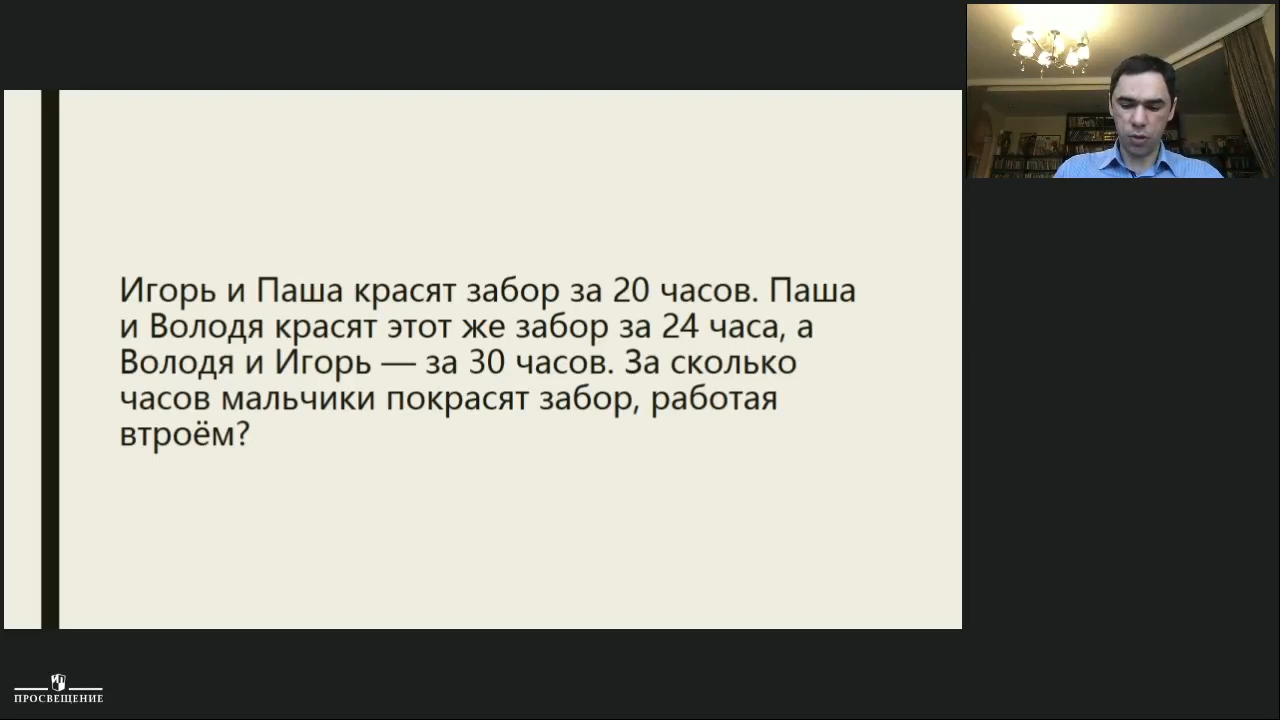 Игорь и Паша красят забор за 20 часов. Паша
и Володя красят этот же забор за 24 часа, а
Володя и Игорь — за 30 часов. За сколько
часов мальчики покрасят забор, работая
втроём?
ПРОСВЕЩЕНИЕ